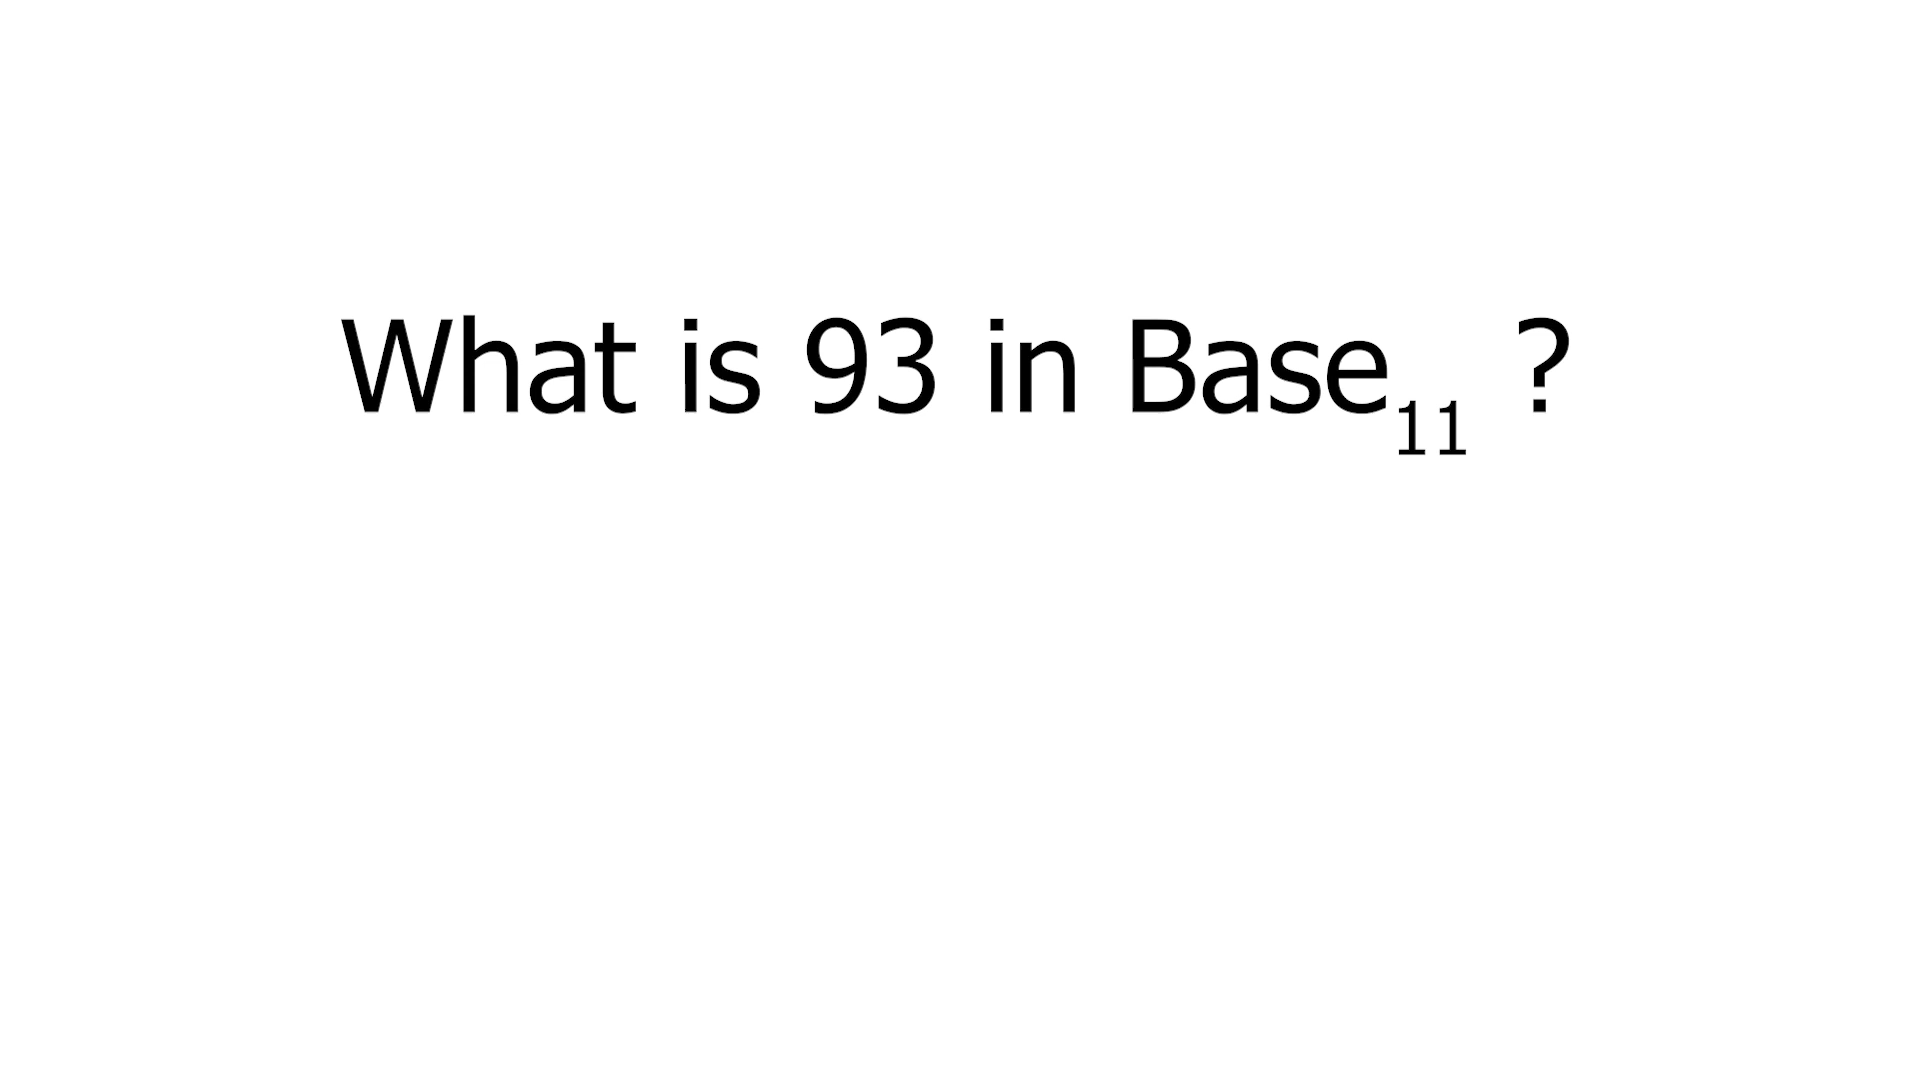 What is 93 in Base₁₁ ?